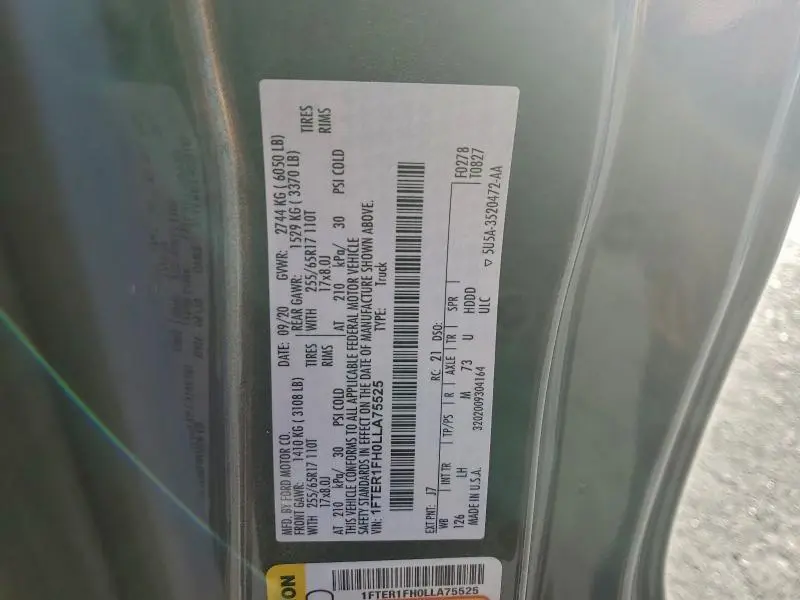 MFD. BY FORD MOTOR CO.
DATE: 09/20 GVWR: 2744 KG ( 6050 LB)
FRONT GAWR: 1410 KG ( 3108 LB) REAR GAWR: 1529 KG ( 3370 LB)
WITH 255/65R17 110T TIRES WITH 255/65R17 110T TIRES
17x8.0J RIMS 17x8.0J RIMS
AT 210 kPa/ 30 PSI COLD AT 210 kPa/ 30 PSI COLD
THIS VEHICLE CONFORMS TO ALL APPLICABLE FEDERAL MOTOR VEHICLE
SAFETY STANDARDS IN EFFECT ON THE DATE OF MANUFACTURE SHOWN ABOVE.
VIN: 1FTER1FH0LLA75525 TYPE: Truck
F0278
T0827
EXT PNT: J7 RC: 21 DSO:
WB INT TR TP/PS R AXLE TR SPR
126 LH M 73 U HDDD
ULC
MADE IN U.S.A. 3202009304164
▽ 5U5A-3520472-AA
ON
1FTER1FH0LLA75525